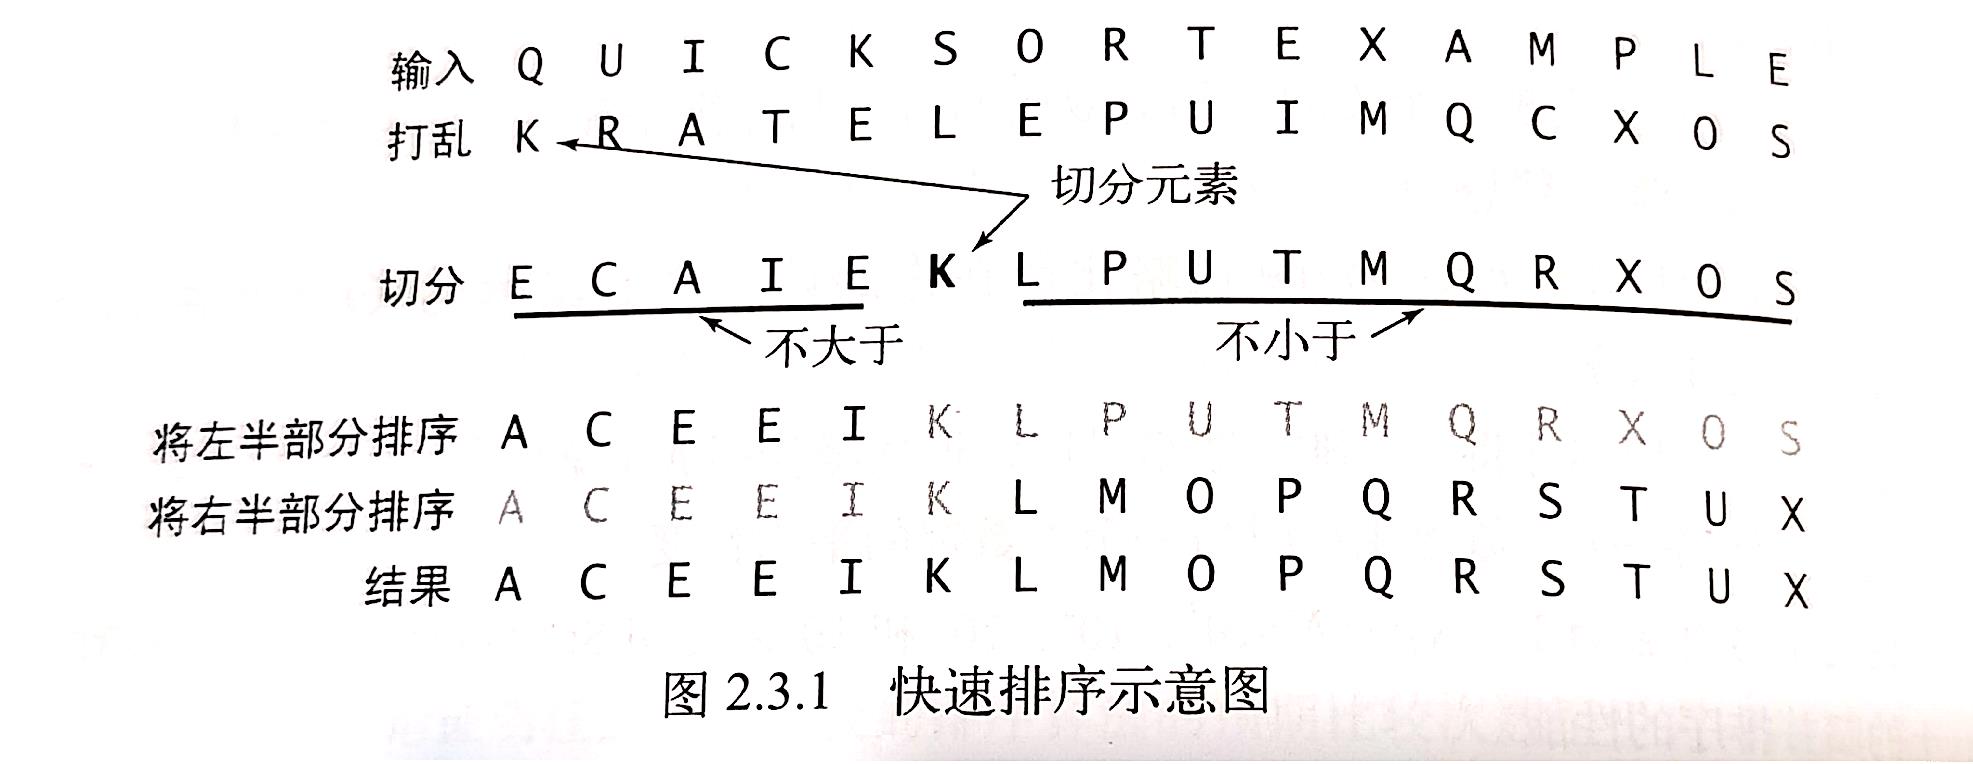 输入 Q U I C K S O R T E X A M P L E
打乱 K R A T E L E P U I M Q C X O S
切分元素
切分 E C A I E K L P U T M Q R X O S
不大于 不小于
将左半部分排序 A C E E I K L P U T M Q R X O S
将右半部分排序 A C E E I K L M O P Q R S T U X
结果 A C E E I K L M O P Q R S T U X
图 2.3.1 快速排序示意图